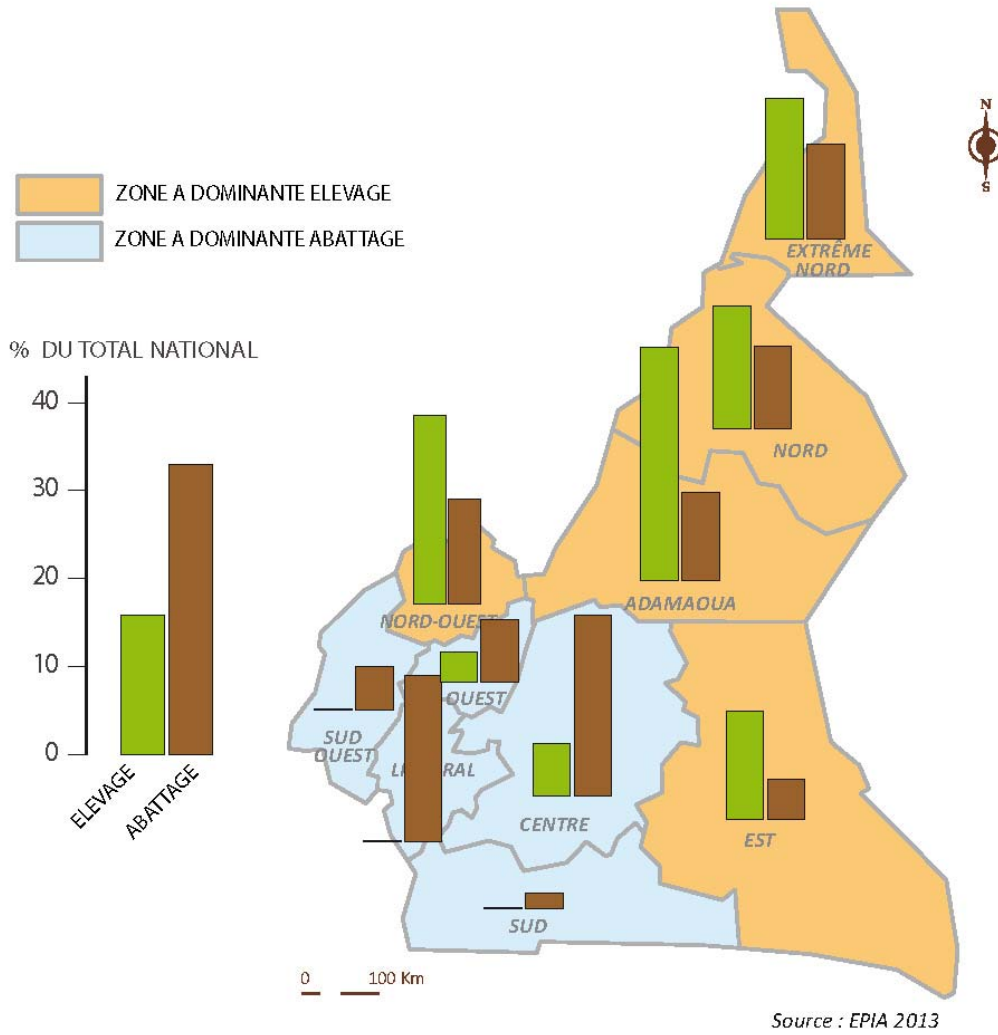 N
S
ZONE A DOMINANTE ELEVAGE
ZONE A DOMINANTE ABATTAGE
EXTRÊME
NORD
% DU TOTAL NATIONAL
40
30
20
10
0
ELEVAGE
ABATTAGE
NORD
ADAMAOUA
NORD-OUEST
OUEST
SUD
OUEST
CENTRE
EST
SUD
0 100 Km
Source : EPIA 2013